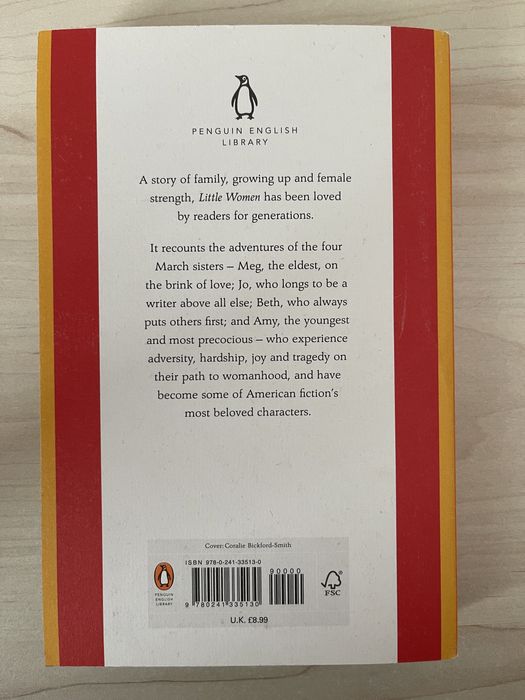 PENGUIN ENGLISH
LIBRARY
A story of family, growing up and female
strength, Little Women has been loved
by readers for generations.
It recounts the adventures of the four
March sisters – Meg, the eldest, on
the brink of love; Jo, who longs to be a
writer above all else; Beth, who always
puts others first; and Amy, the youngest
and most precocious – who experience
adversity, hardship, joy and tragedy on
their path to womanhood, and have
become some of American fiction's
most beloved characters.
Cover: Coralie Bickford-Smith
ISBN 978-0-241-33513-0
90000
PENGUIN
ENGLISH
LIBRARY
9 780241 335130
FSC
U.K. £8.99